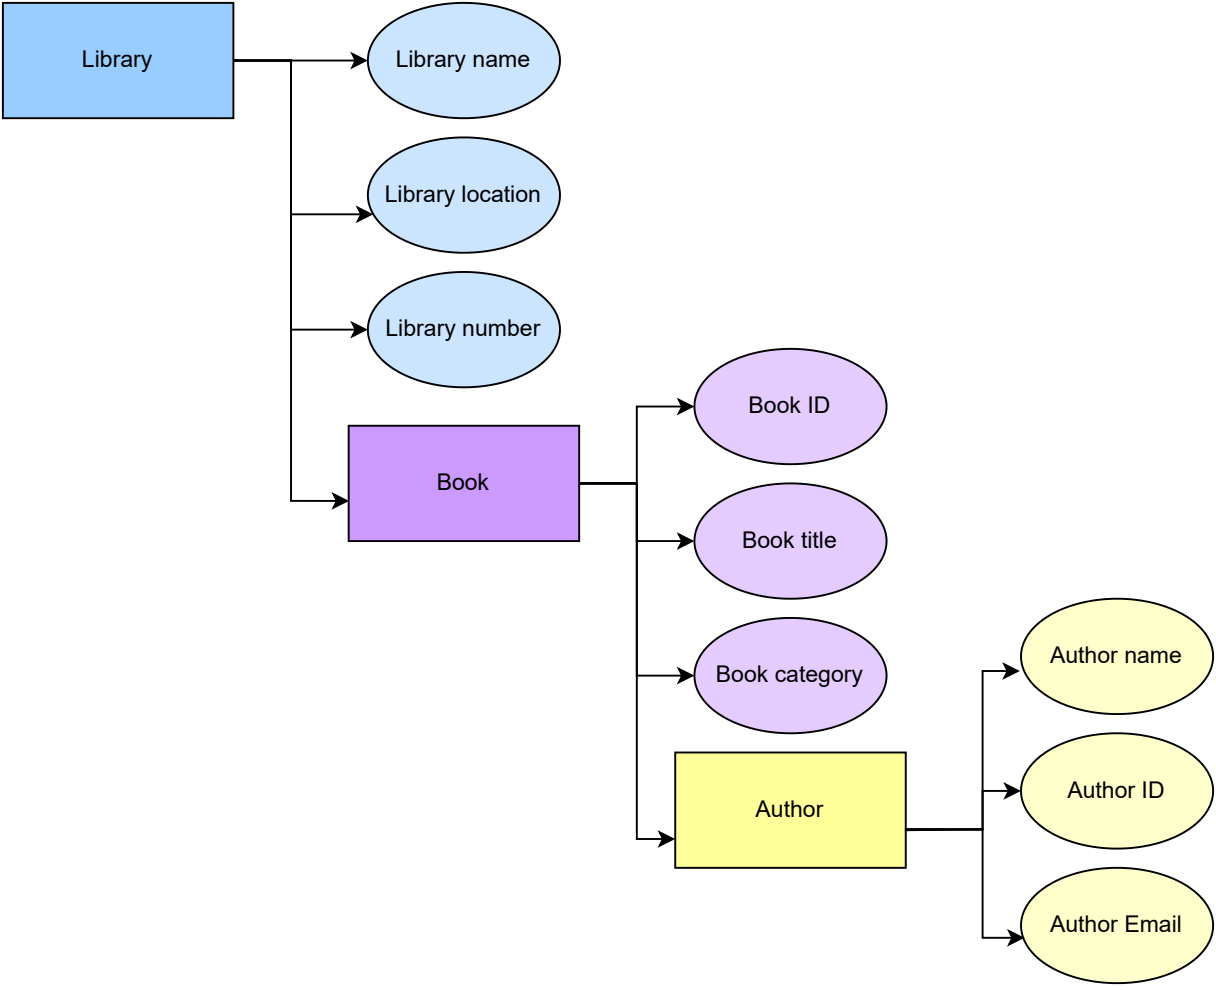 Library
Library name
Library location
Library number
Book
Book ID
Book title
Book category
Author
Author name
Author ID
Author Email